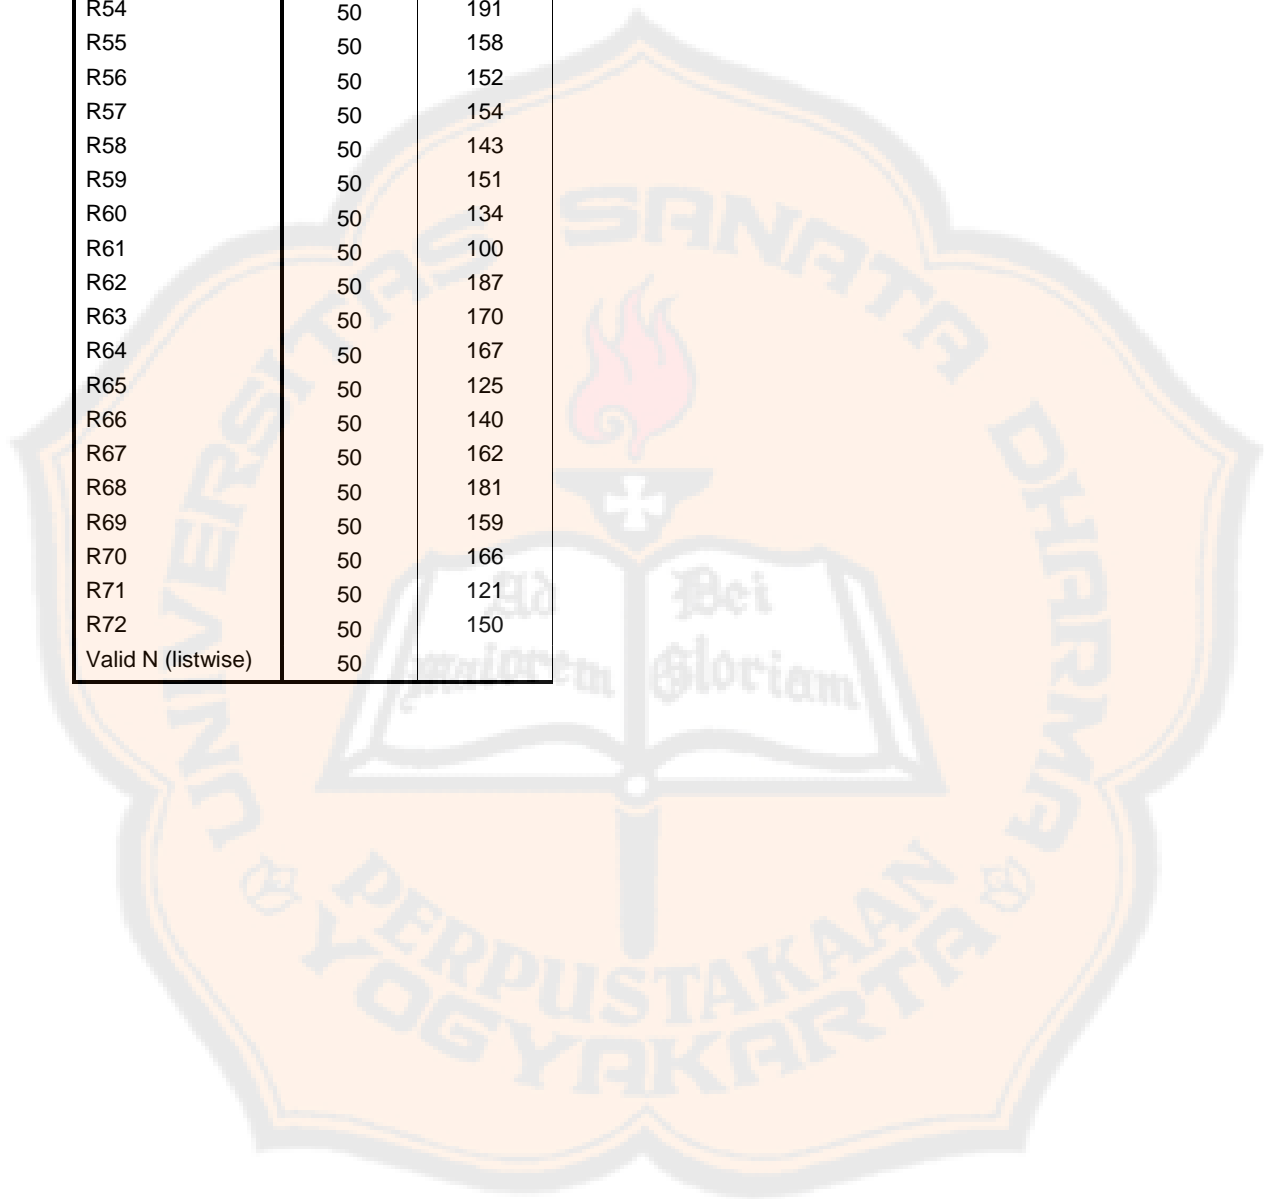 R54 50 191
R55 50 158
R56 50 152
R57 50 154
R58 50 143
R59 50 151
R60 50 134
R61 50 100
R62 50 187
R63 50 170
R64 50 167
R65 50 125
R66 50 140
R67 50 162
R68 50 181
R69 50 159
R70 50 166
R71 50 121
R72 50 150
Valid N (listwise) 50
UNIVERSITAS SANATA DHARMA
Ad Dei
maiorem Gloriam
PERPUSTAKAAN
YOGYAKARTA